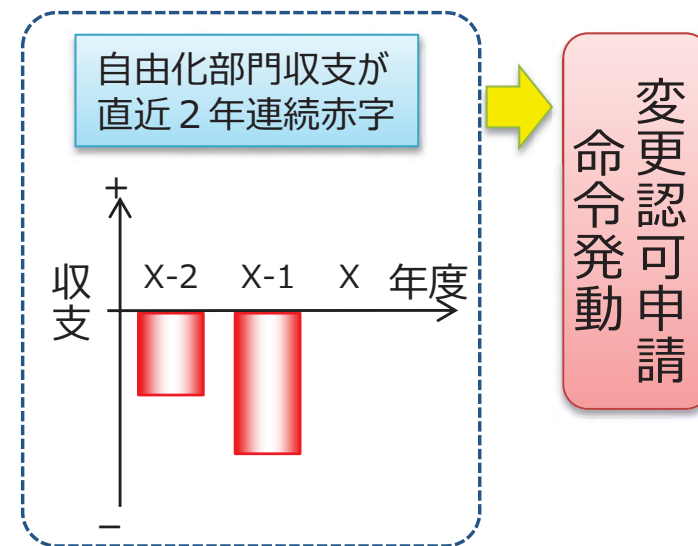 自由化部門収支が
直近２年連続赤字
変更認可申請
命令発動
+
収支
X-2 X-1 X 年度
−